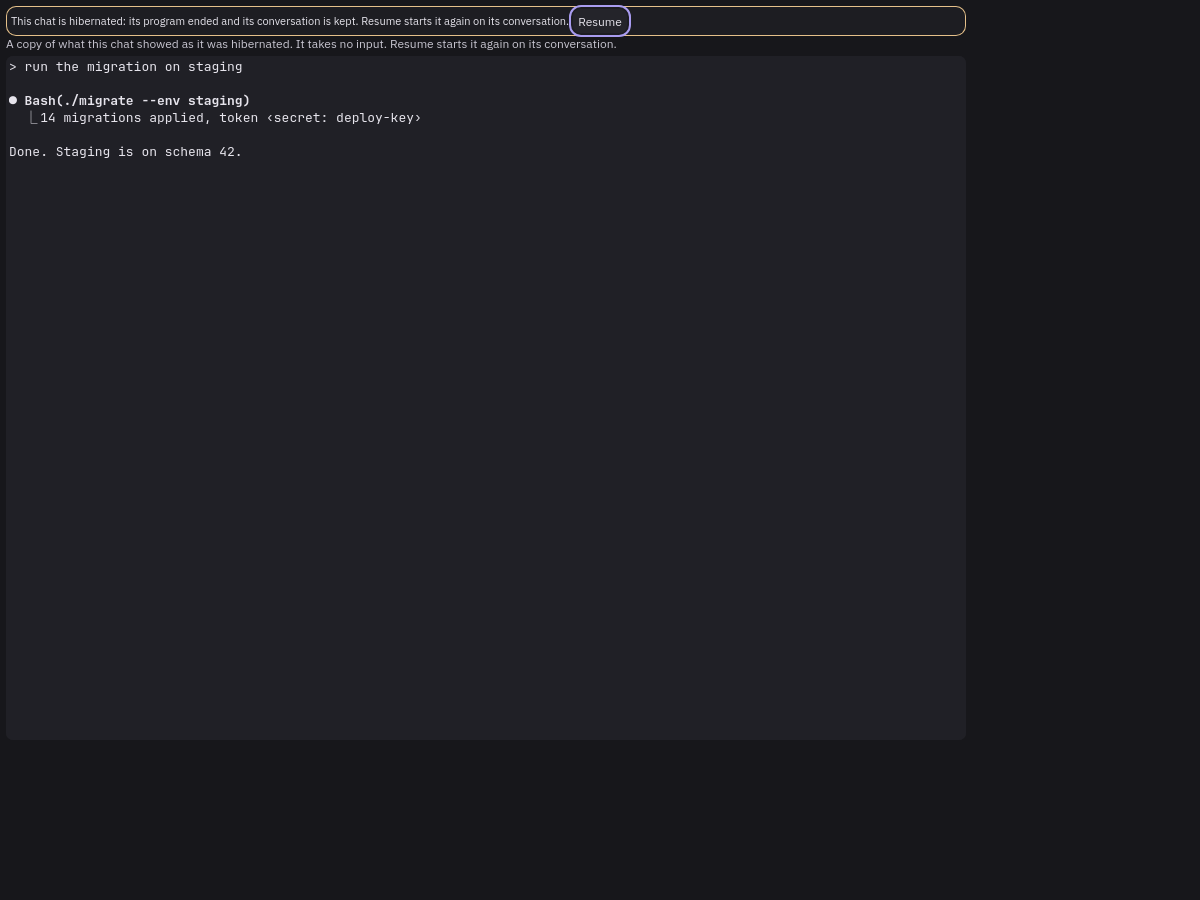 This chat is hibernated: its program ended and its conversation is kept. Resume starts it again on its conversation. Resume
A copy of what this chat showed as it was hibernated. It takes no input. Resume starts it again on its conversation.
> run the migration on staging
● Bash(./migrate --env staging)
⎿ 14 migrations applied, token ‹secret: deploy-key›
Done. Staging is on schema 42.